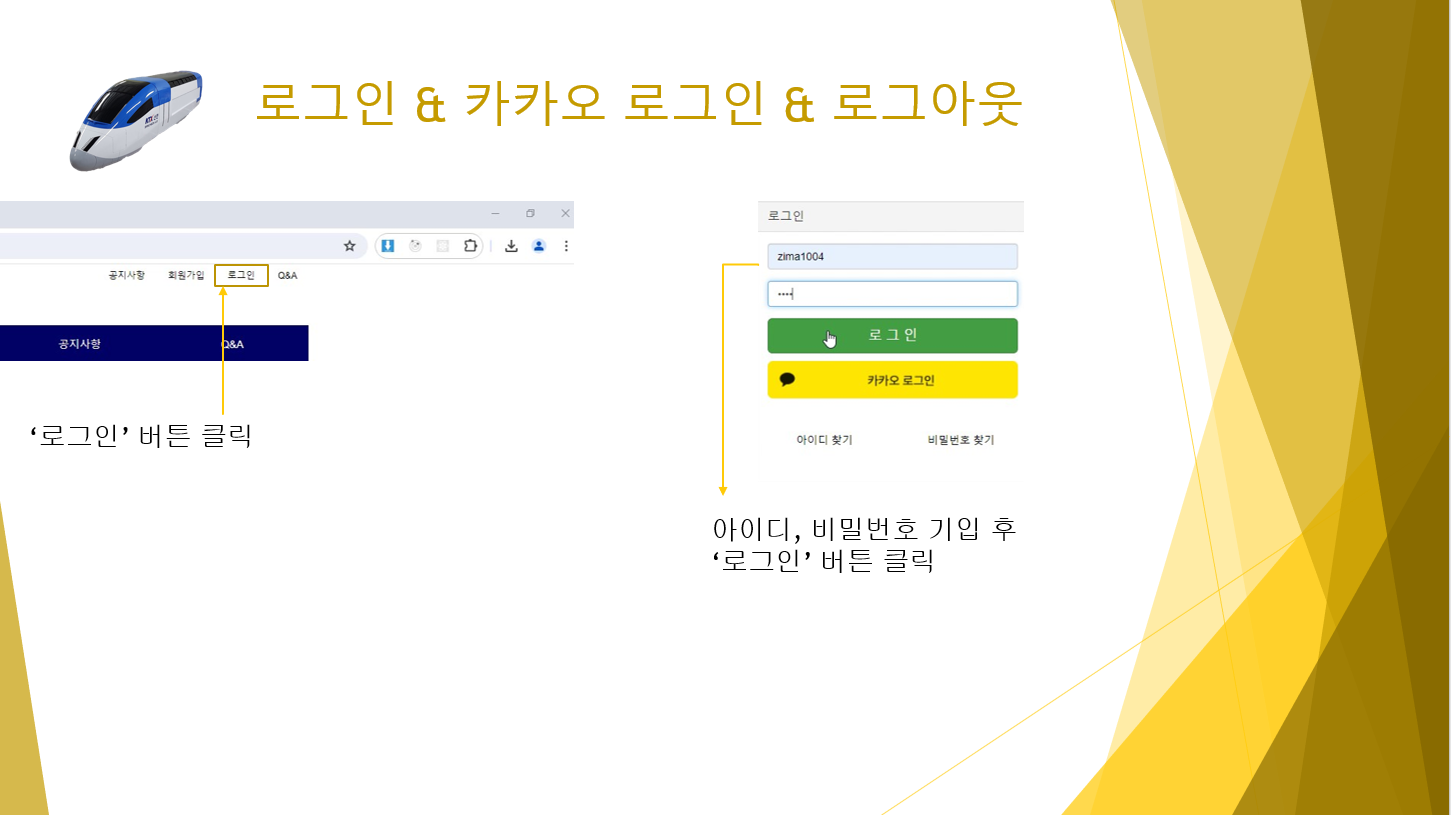 로그인 & 카카오 로그인 & 로그아웃
공지사항 회원가입 로그인 Q&A
공지사항 Q&A
‘로그인’ 버튼 클릭
로그인
zima1004
로 그 인
카카오 로그인
아이디 찾기 비밀번호 찾기
아이디, 비밀번호 기입 후
‘로그인’ 버튼 클릭